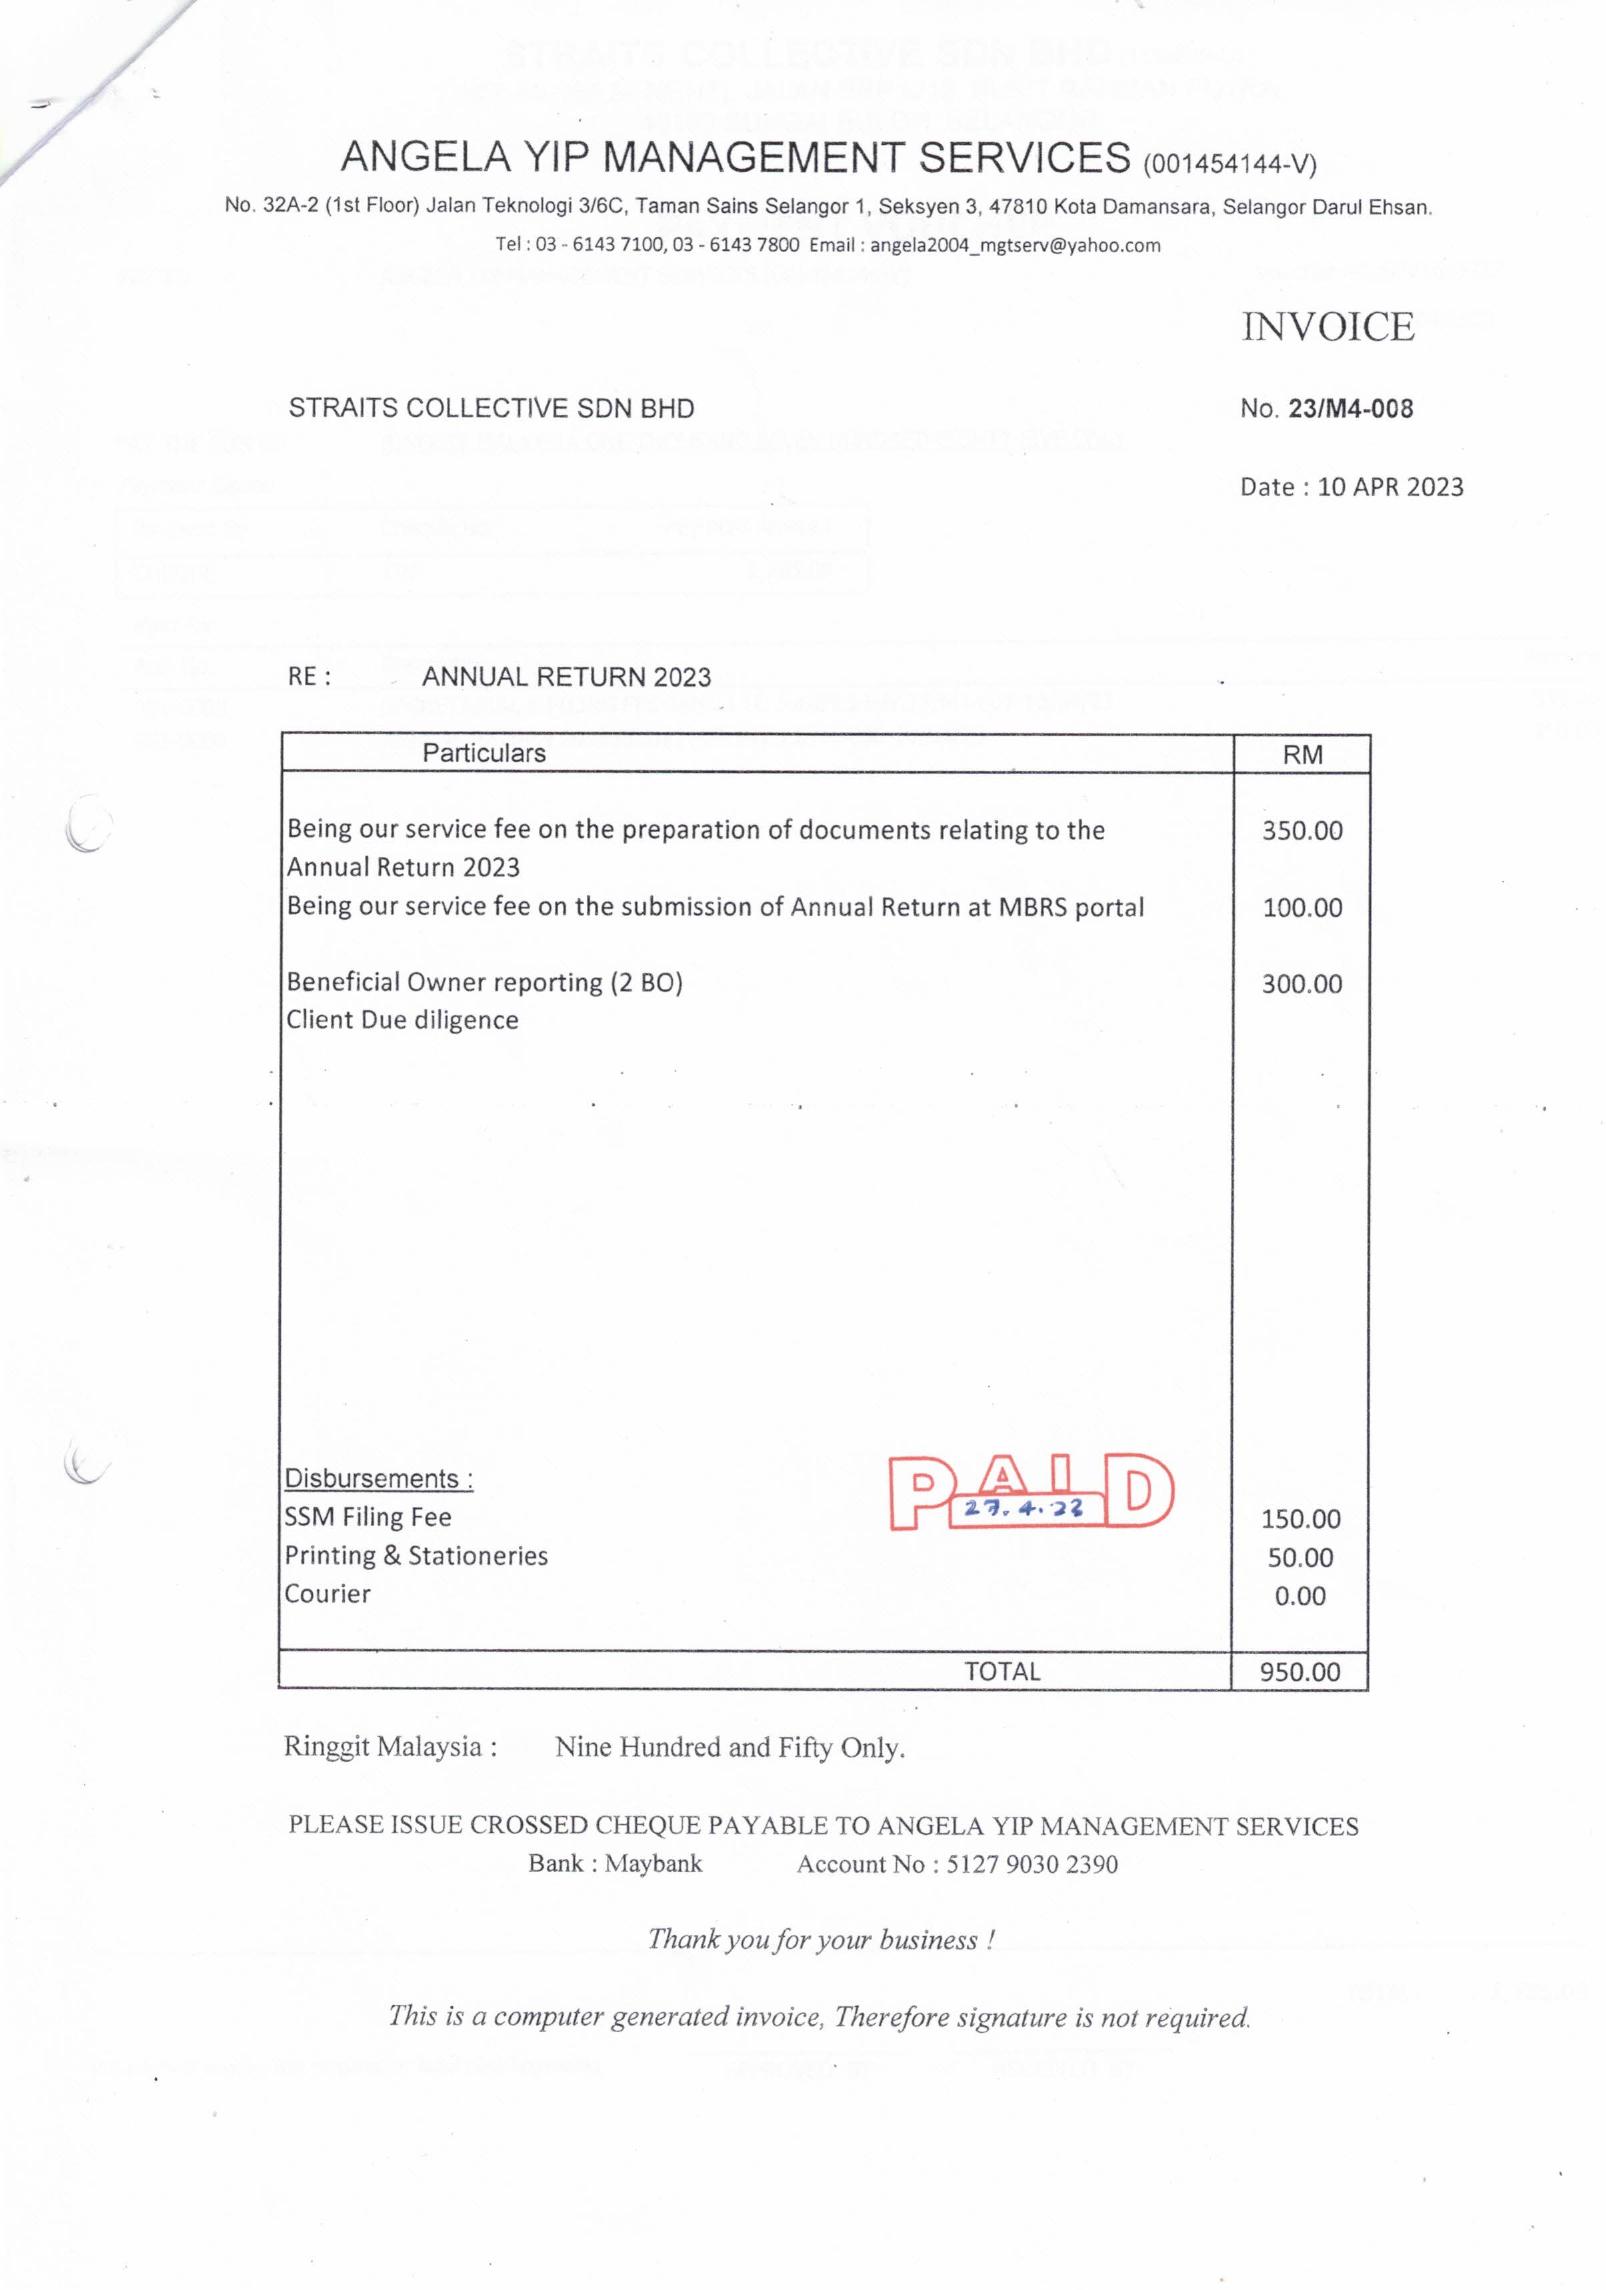 ANGELA YIP MANAGEMENT SERVICES (001454144-V)
No. 32A-2 (1st Floor) Jalan Teknologi 3/6C, Taman Sains Selangor 1, Seksyen 3, 47810 Kota Damansara, Selangor Darul Ehsan.
Tel : 03 - 6143 7100, 03 - 6143 7800 Email : angela2004_mgtserv@yahoo.com
INVOICE
STRAITS COLLECTIVE SDN BHD No. 23/M4-008
Date : 10 APR 2023
RE : ANNUAL RETURN 2023
Particulars RM
Being our service fee on the preparation of documents relating to the 350.00
Annual Return 2023
Being our service fee on the submission of Annual Return at MBRS portal 100.00
Beneficial Owner reporting (2 BO) 300.00
Client Due diligence
PAID
27.4.23
Disbursements :
SSM Filing Fee 150.00
Printing & Stationeries 50.00
Courier 0.00
TOTAL 950.00
Ringgit Malaysia : Nine Hundred and Fifty Only.
PLEASE ISSUE CROSSED CHEQUE PAYABLE TO ANGELA YIP MANAGEMENT SERVICES
Bank : Maybank Account No : 5127 9030 2390
Thank you for your business !
This is a computer generated invoice, Therefore signature is not required.